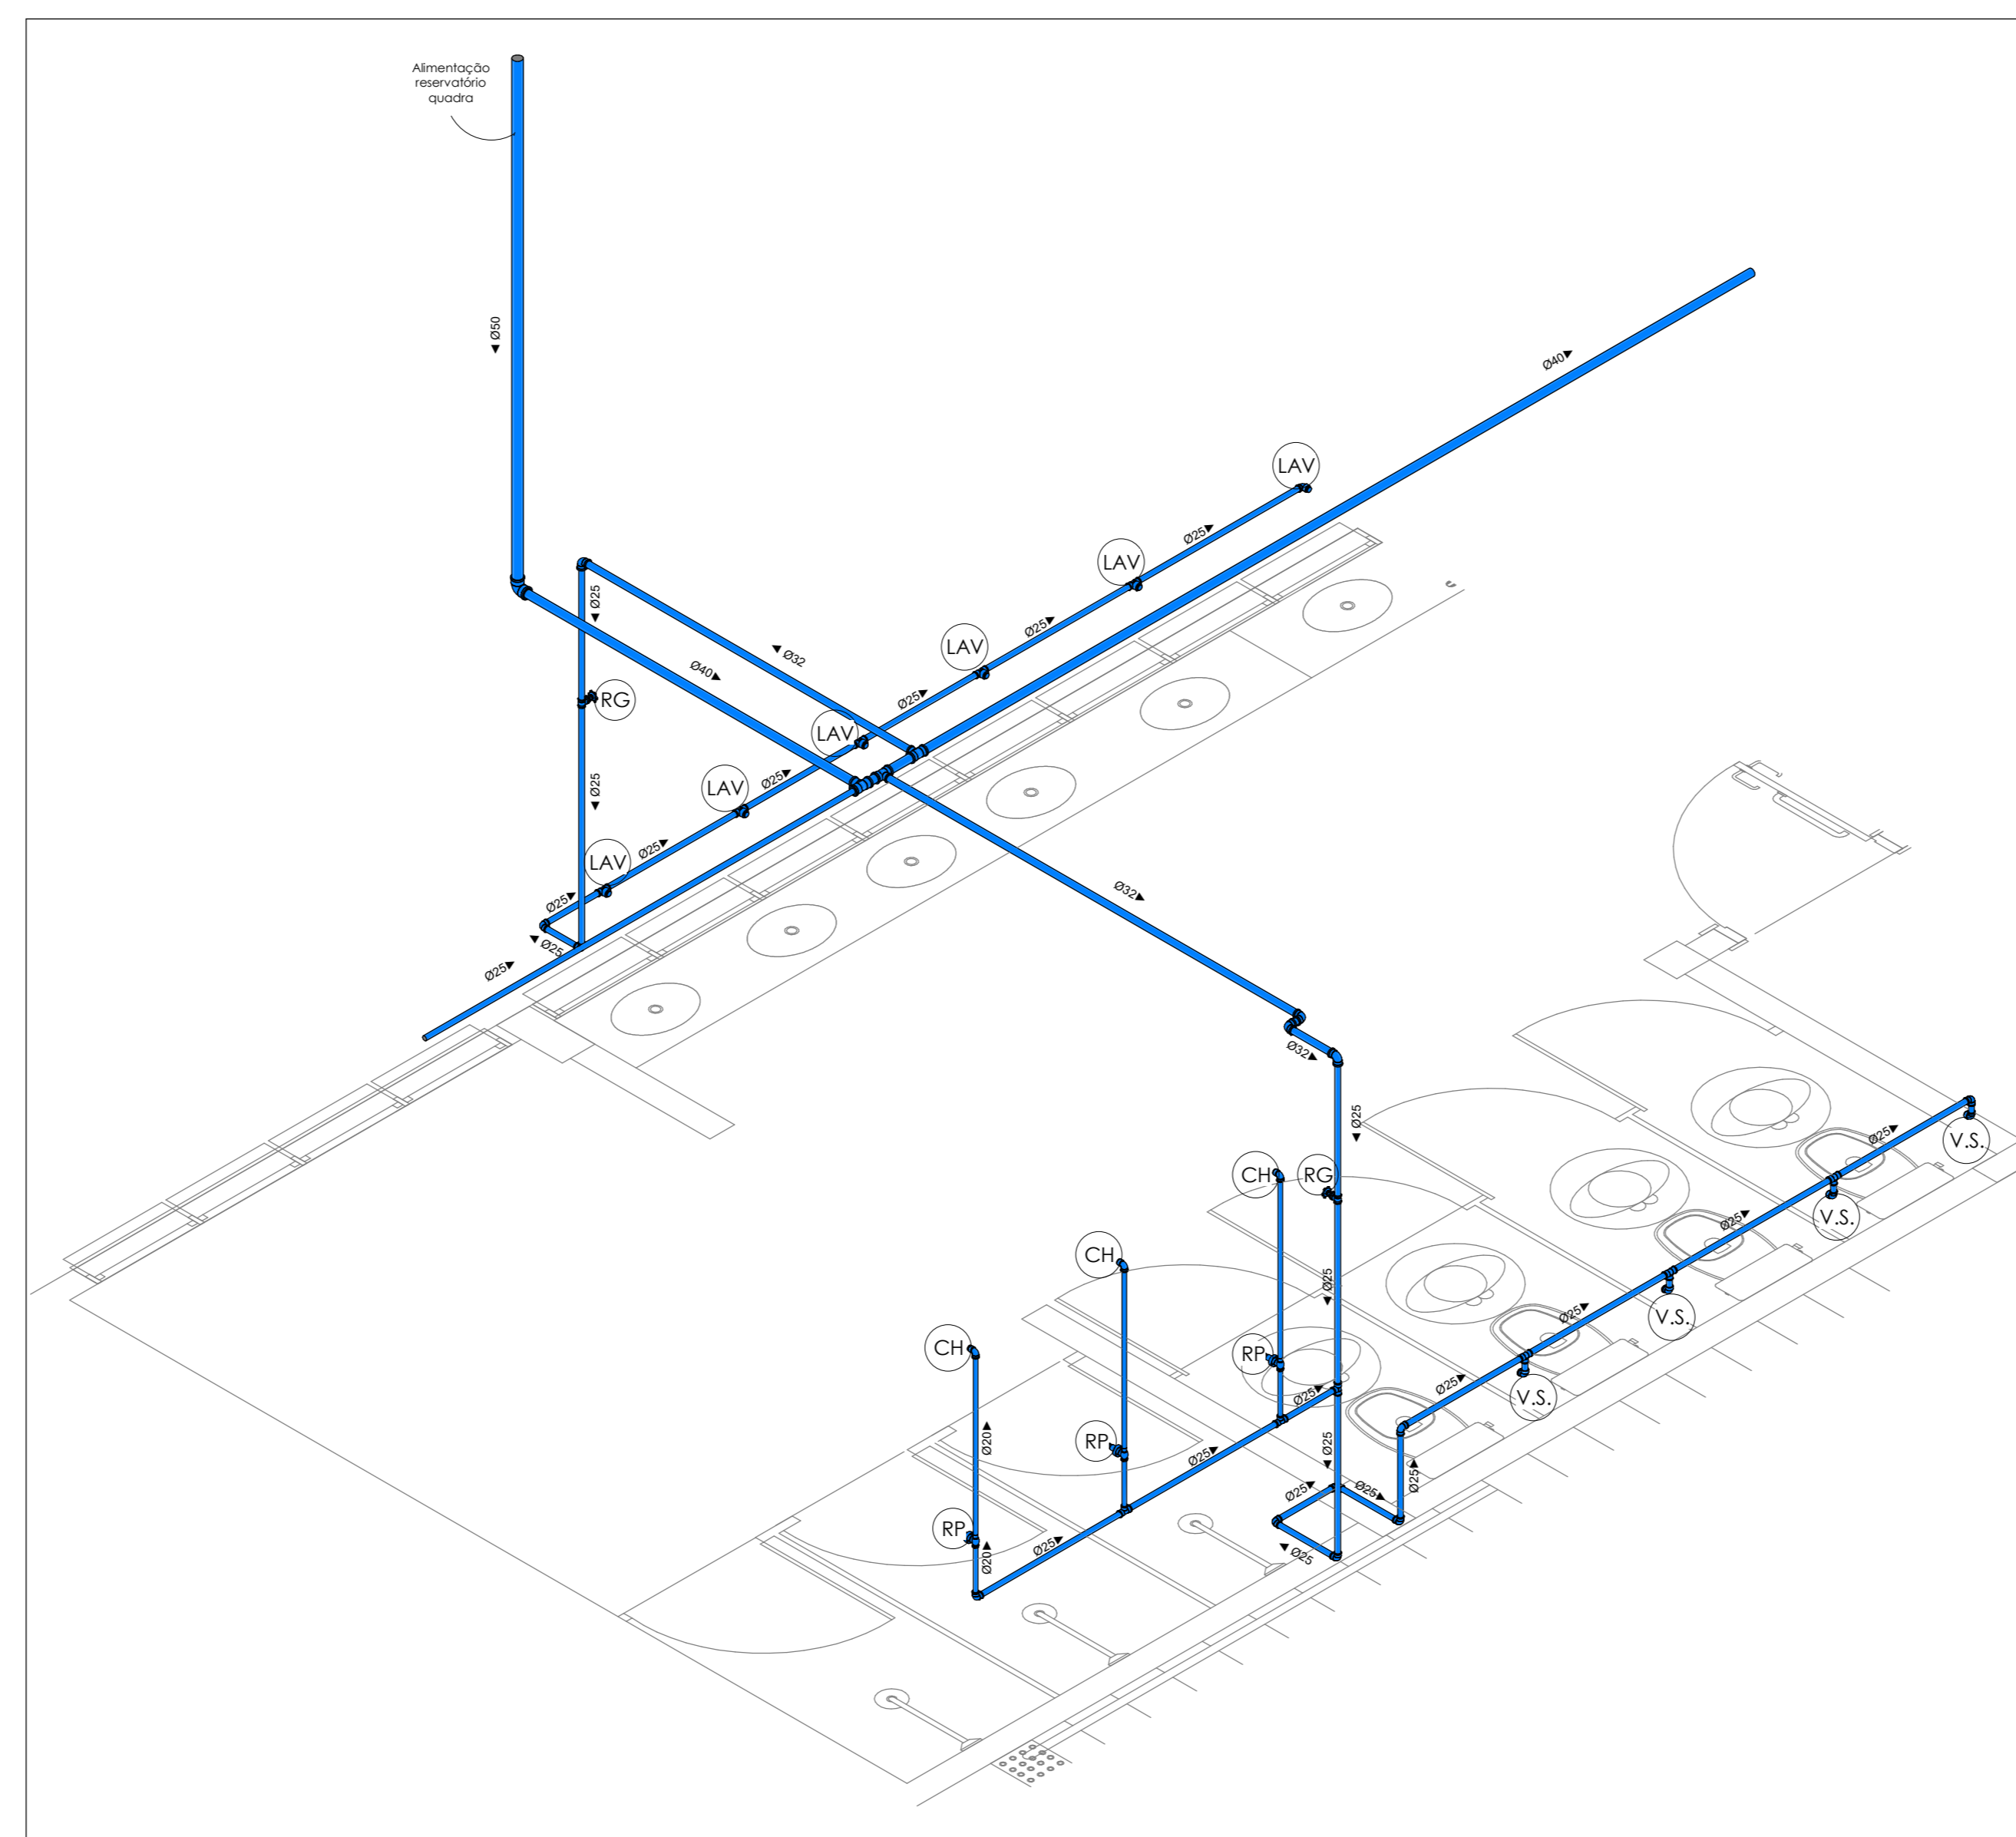 Alimentação
reservatório
quadra
◄ Ø50
Ø40►
LAV
Ø25►
LAV
◄ Ø25
Ø25►
LAV
◄ Ø32
Ø40►
RG
Ø25►
LAV
◄ Ø25
Ø25►
LAV
Ø25►
LAV
Ø32►
Ø25►
◄ Ø25
Ø25►
Ø32►
◄ Ø25
Ø25►
V.S.
CH
RG
Ø25►
V.S.
CH
◄ Ø25
Ø25►
V.S.
CH
RP
Ø25►
Ø25►
V.S.
Ø20►
RP
Ø25►
◄ Ø25
Ø25►
Ø25►
Ø25►
RP
Ø25►
Ø20►
◄ Ø25